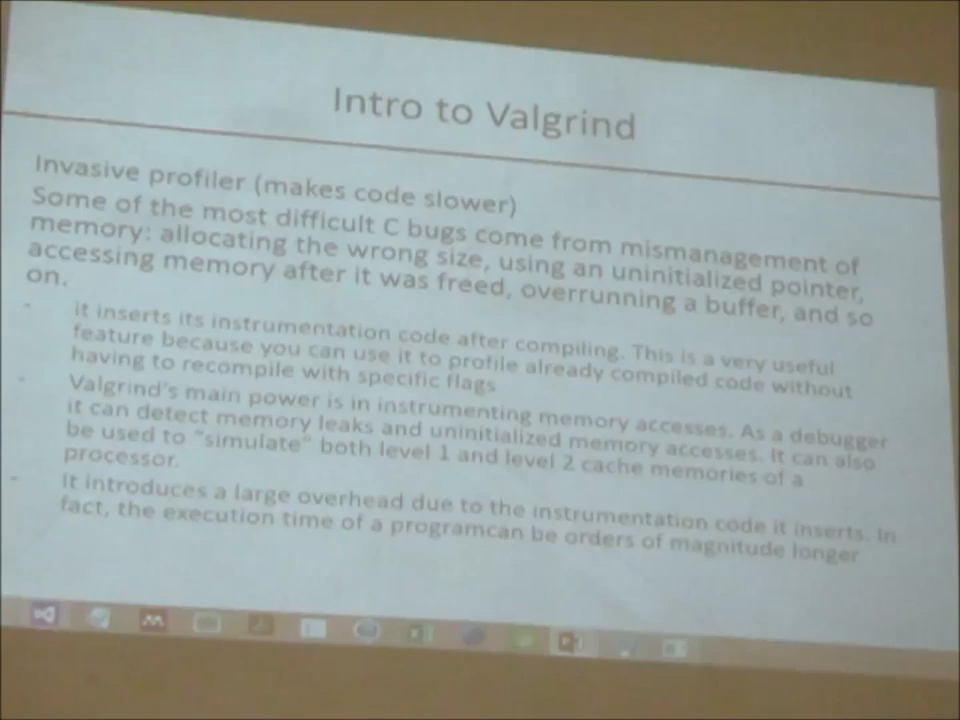 Intro to Valgrind
Invasive profiler (makes code slower)
Some of the most difficult C bugs come from mismanagement of
memory: allocating the wrong size, using an uninitialized pointer,
accessing memory after it was freed, overrunning a buffer, and so
on.
- it inserts its instrumentation code after compiling. This is a very useful
feature because you can use it to profile already compiled code without
having to recompile with specific flags
- Valgrind's main power is in instrumenting memory accesses. As a debugger
it can detect memory leaks and uninitialized memory accesses. It can also
be used to "simulate" both level 1 and level 2 cache memories of a
processor.
- It introduces a large overhead due to the instrumentation code it inserts. In
fact, the execution time of a programcan be orders of magnitude longer